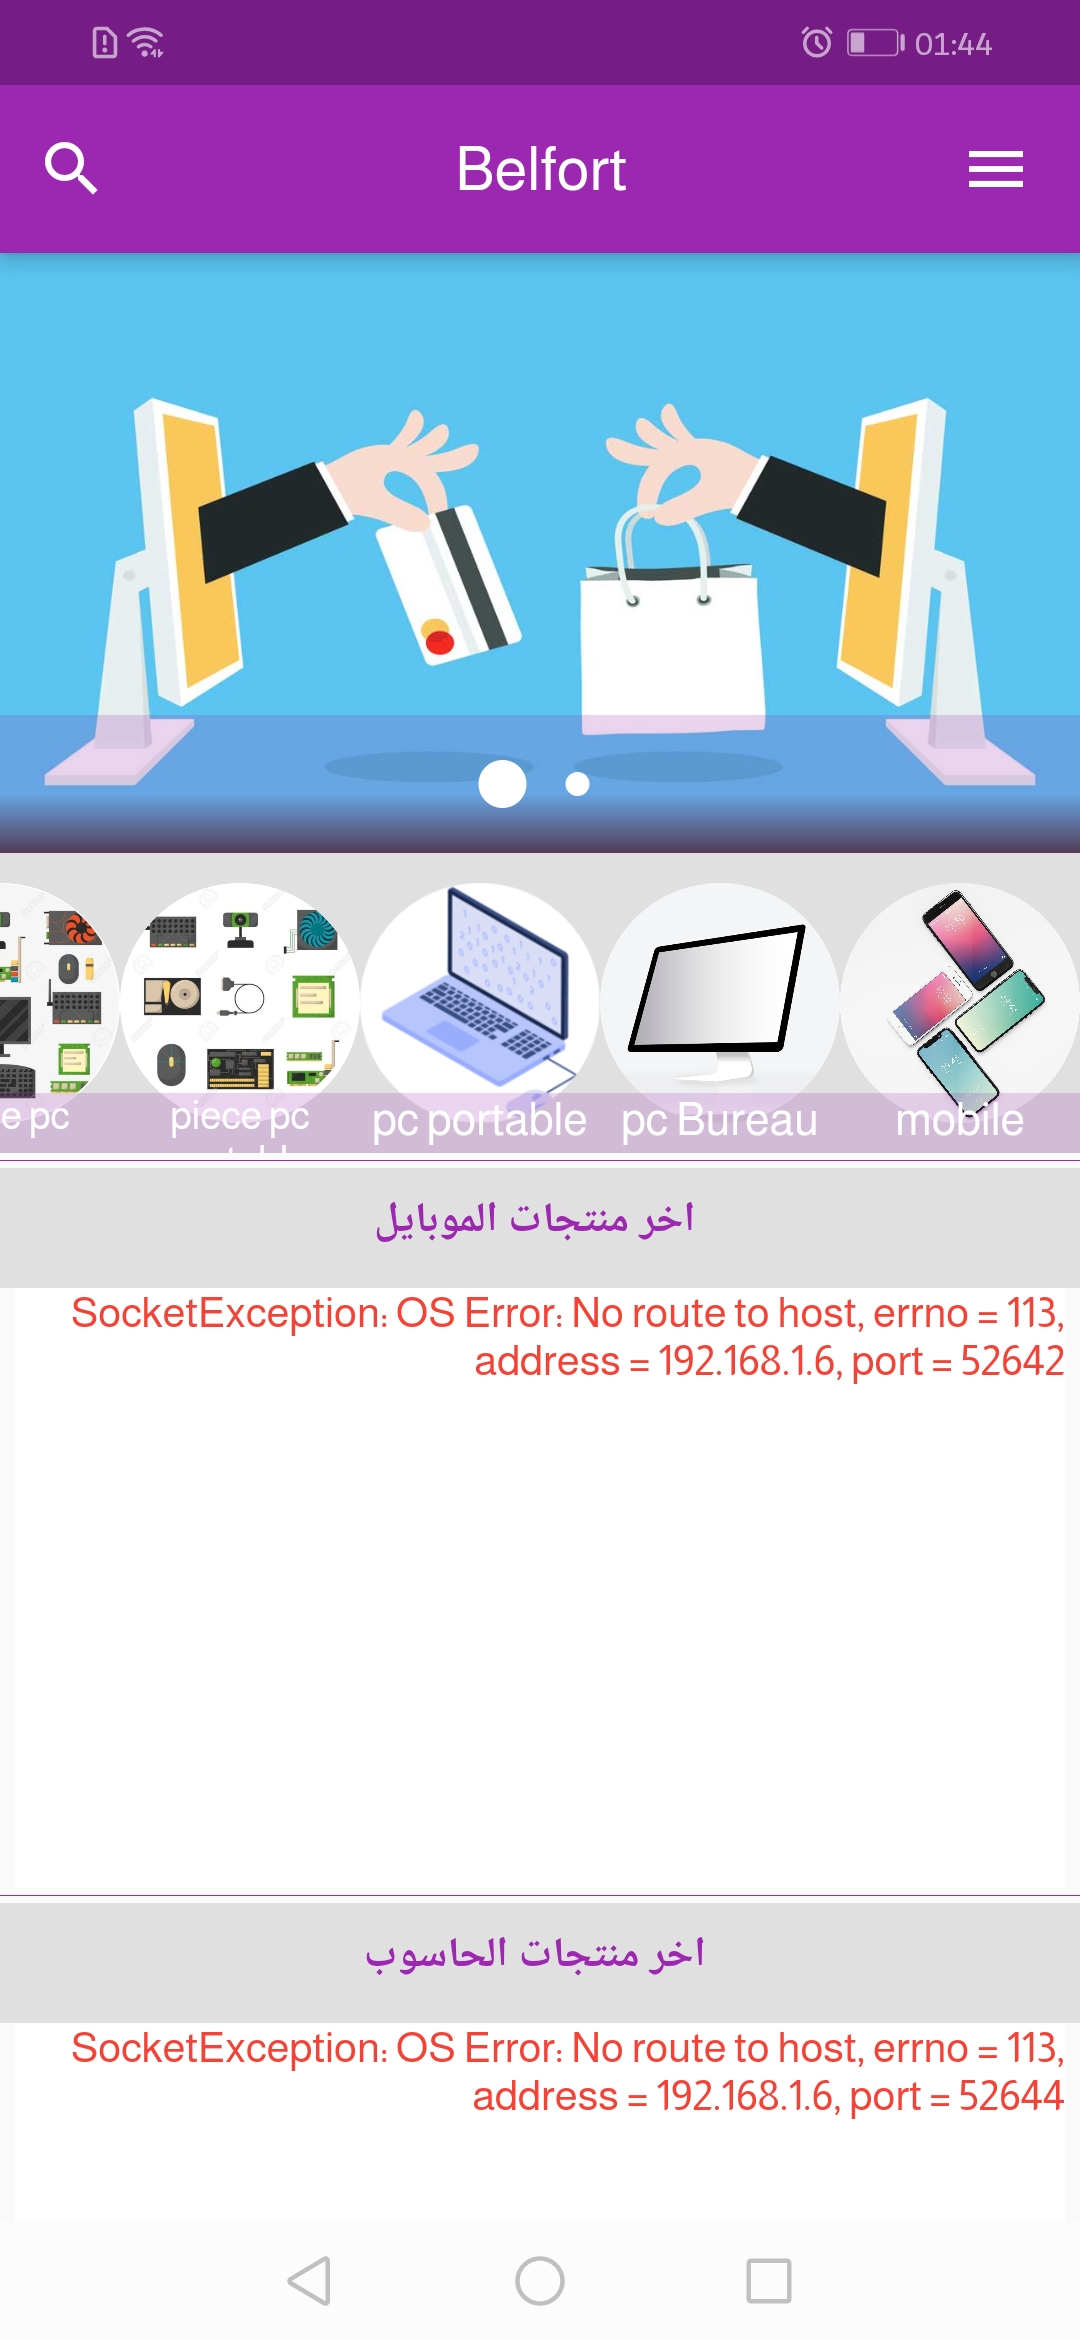 01:44
Belfort
e pc
piece pc
pc portable
pc Bureau
mobile
اخر منتجات الموبايل
SocketException: OS Error: No route to host, errno = 113,
address = 192.168.1.6, port = 52642
اخر منتجات الحاسوب
SocketException: OS Error: No route to host, errno = 113,
address = 192.168.1.6, port = 52644